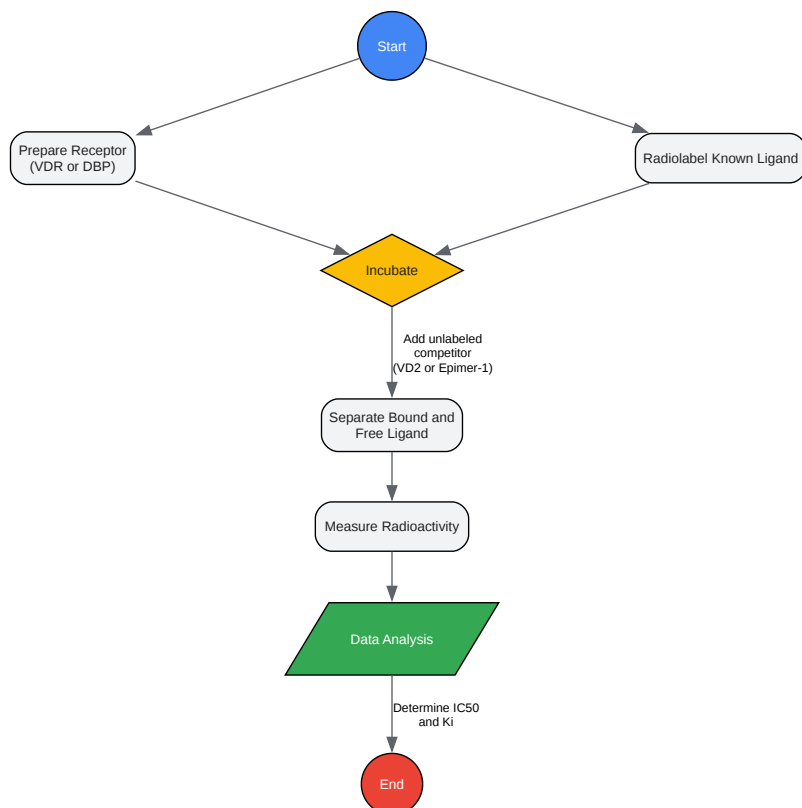 Start
Prepare Receptor
(VDR or DBP)
Radiolabel Known Ligand
Incubate
Add unlabeled
competitor
(VD2 or Epimer-1)
Separate Bound and
Free Ligand
Measure Radioactivity
Data Analysis
Determine IC50
and Ki
End